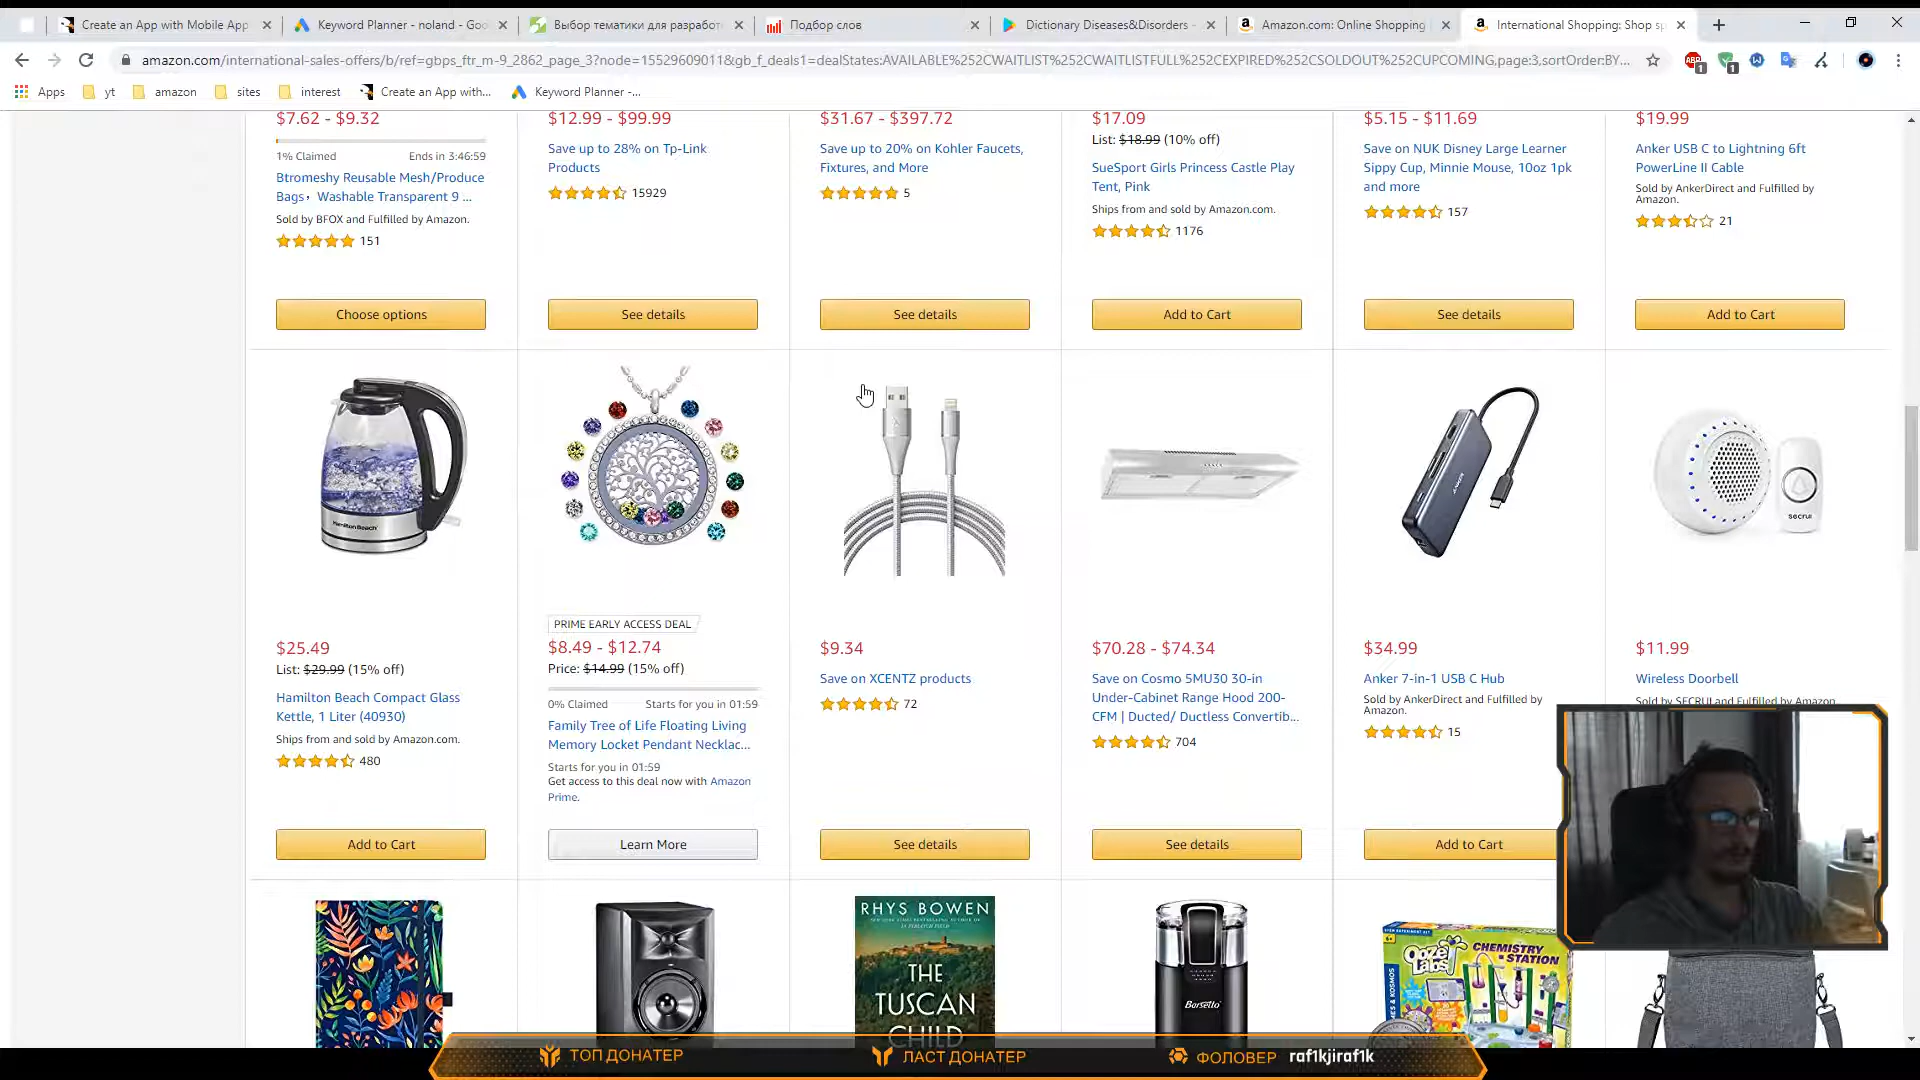 Create an App with Mobile App
Keyword Planner - noland - Goo
Выбор тематики для разработ
Подбор слов
Dictionary Diseases&Disorders -
Amazon.com: Online Shopping
International Shopping: Shop sp
amazon.com/international-sales-offers/b/ref=gbps_ftr_m-9_2862_page_3?node=15529609011&gb_f_deals1=dealStates:AVAILABLE%252CWAITLIST%252CWAITLISTFULL%252CEXPIRED%252CSOLDOUT%252CUPCOMING,page:3,sortOrder:BY...
Apps
yt
amazon
sites
interest
Create an App with...
Keyword Planner -...
$7.62 - $9.32
1% Claimed
Ends in 3:46:59
Btromeshy Reusable Mesh/Produce
Bags, Washable Transparent 9 ...
Sold by BFOX and Fulfilled by Amazon.
151
Choose options
$12.99 - $99.99
Save up to 28% on Tp-Link
Products
15929
See details
$31.67 - $397.72
Save up to 20% on Kohler Faucets,
Fixtures, and More
5
See details
$17.09
List: $18.99 (10% off)
SueSport Girls Princess Castle Play
Tent, Pink
Ships from and sold by Amazon.com.
1176
Add to Cart
$5.15 - $11.69
Save on NUK Disney Large Learner
Sippy Cup, Minnie Mouse, 10oz 1pk
and more
157
See details
$19.99
Anker USB C to Lightning 6ft
PowerLine II Cable
Sold by AnkerDirect and Fulfilled by
Amazon.
21
Add to Cart
Hamilton Beach
$25.49
List: $29.99 (15% off)
Hamilton Beach Compact Glass
Kettle, 1 Liter (40930)
Ships from and sold by Amazon.com.
480
Add to Cart
PRIME EARLY ACCESS DEAL
$8.49 - $12.74
Price: $14.99 (15% off)
0% Claimed
Starts for you in 01:59
Family Tree of Life Floating Living
Memory Locket Pendant Necklac...
Starts for you in 01:59
Get access to this deal now with Amazon
Prime.
Learn More
$9.34
Save on XCENTZ products
72
See details
$70.28 - $74.34
Save on Cosmo 5MU30 30-in
Under-Cabinet Range Hood 200-
CFM | Ducted/ Ductless Convertib...
704
See details
ANKER
$34.99
Anker 7-in-1 USB C Hub
Sold by AnkerDirect and Fulfilled by
Amazon.
15
Add to Cart
SECRUI
$11.99
Wireless Doorbell
Sold by SECRUI and Fulfilled by Amazon.
RHYS BOWEN
THE
TUSCAN
CHILD
Barsetto
Ooze Labs
CHEMISTRY
STATION
THAMES & KOSMOS
ТОП ДОНАТЕР
ЛАСТ ДОНАТЕР
ФОЛОВЕР
raf1kjiraf1k